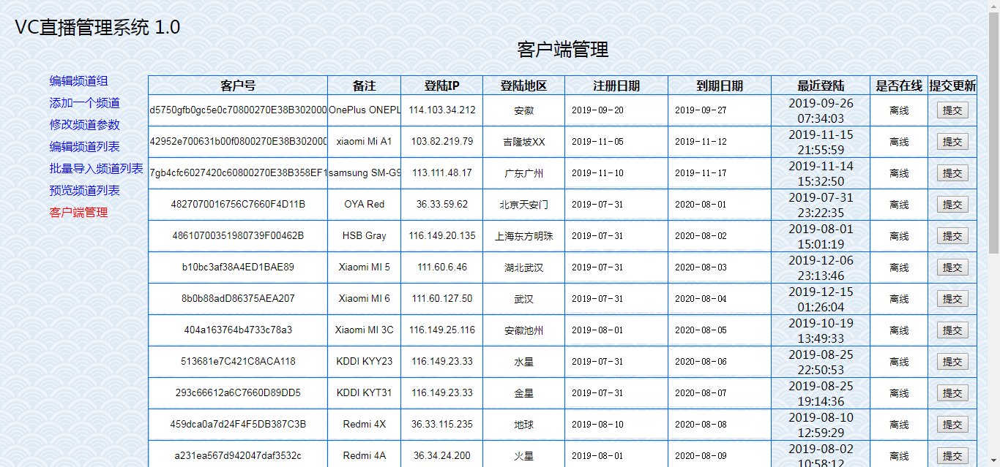 VC直播管理系统 1.0
客户端管理
编辑频道组
添加一个频道
修改频道参数
编辑频道列表
批量导入频道列表
预览频道列表
客户端管理
客户号 备注 登陆IP 登陆地区 注册日期 到期日期 最近登陆 是否在线 提交更新
d5750gfb0gc5e0c70800270E38B302000 OnePlus ONEPL 114.103.34.212 安徽 2019-09-20 2019-09-27 2019-09-26 07:34:03 离线 提交
42952e700631b00f0800270E38B302000 xiaomi Mi A1 103.82.219.79 吉隆坡XX 2019-11-05 2019-11-12 2019-11-15 21:55:59 离线 提交
7gb4cfc6027420c60800270E38B358EF1 samsung SM-G9 113.111.48.17 广东广州 2019-11-10 2019-11-17 2019-11-14 15:32:50 离线 提交
4827070016756C7660F4D11B OYA Red 36.33.59.62 北京天安门 2019-07-31 2020-08-01 2019-07-31 23:22:35 离线 提交
48610700351980739F00462B HSB Gray 116.149.20.135 上海东方明珠 2019-07-31 2020-08-02 2019-08-01 15:01:19 离线 提交
b10bc3af38A4ED1BAE89 Xiaomi MI 5 111.60.6.46 湖北武汉 2019-07-31 2020-08-03 2019-12-06 23:13:46 离线 提交
8b0b88adD86375AEA207 Xiaomi MI 6 111.60.127.50 武汉 2019-07-31 2020-08-04 2019-12-15 01:26:04 离线 提交
404a163764b4733c78a3 Xiaomi MI 3C 116.149.25.116 安徽池州 2019-08-01 2020-08-05 2019-10-19 13:49:33 离线 提交
513681e7C421C8ACA118 KDDI KYY23 116.149.23.33 水星 2019-07-31 2020-08-06 2019-08-25 22:50:53 离线 提交
293c66612a6C7660D89DD5 KDDI KYT31 116.149.23.33 金星 2019-07-31 2020-08-07 2019-08-25 19:14:36 离线 提交
459dca0a7d24F4F5DB387C3B Redmi 4X 36.33.115.235 地球 2019-08-10 2020-08-08 2019-08-10 12:59:29 离线 提交
a231ea567d942047daf3532c Redmi 4A 36.34.24.200 火星 2019-08-01 2020-08-09 2019-08-02 10:58:12 离线 提交